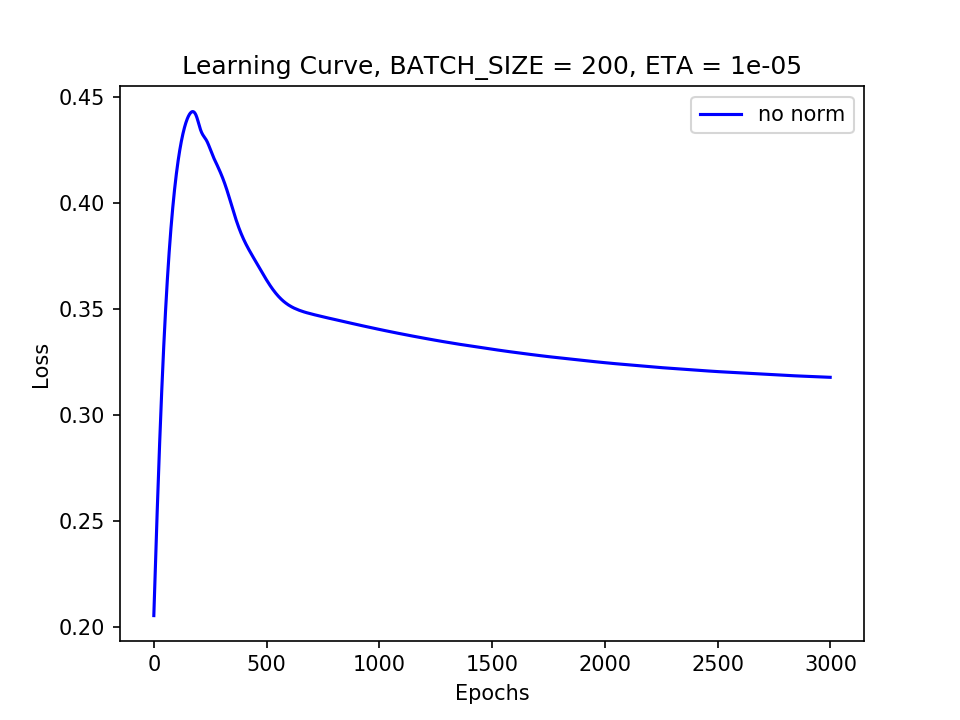 Learning Curve, BATCH_SIZE = 200, ETA = 1e-05
no norm
Loss
0.45
0.40
0.35
0.30
0.25
0.20
0 500 1000 1500 2000 2500 3000
Epochs